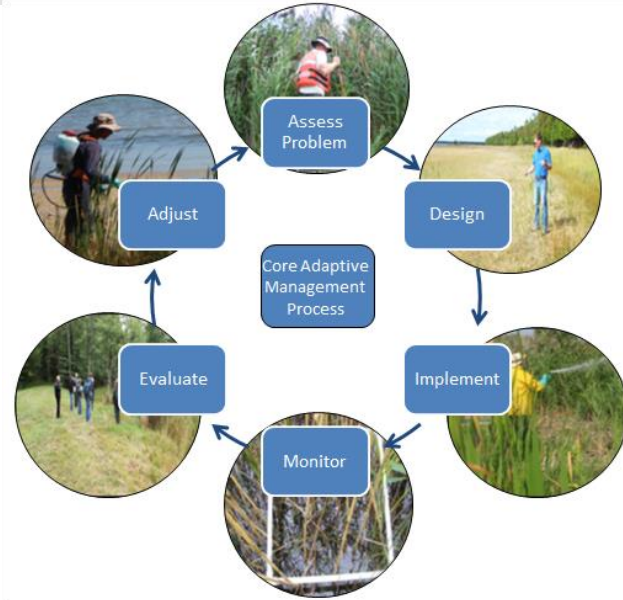 Assess
Problem
Design
Implement
Monitor
Evaluate
Adjust
Core Adaptive
Management
Process